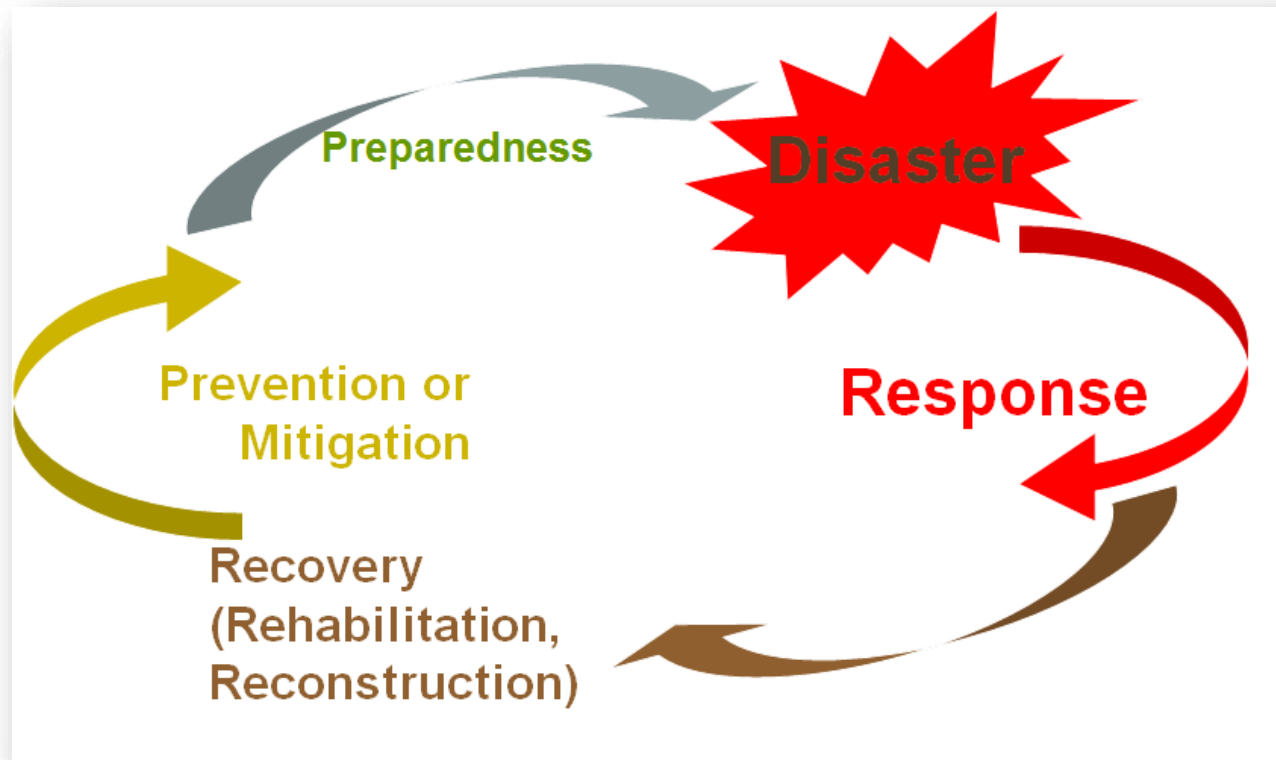 Preparedness
Disaster
Prevention or
Mitigation
Response
Recovery
(Rehabilitation,
Reconstruction)